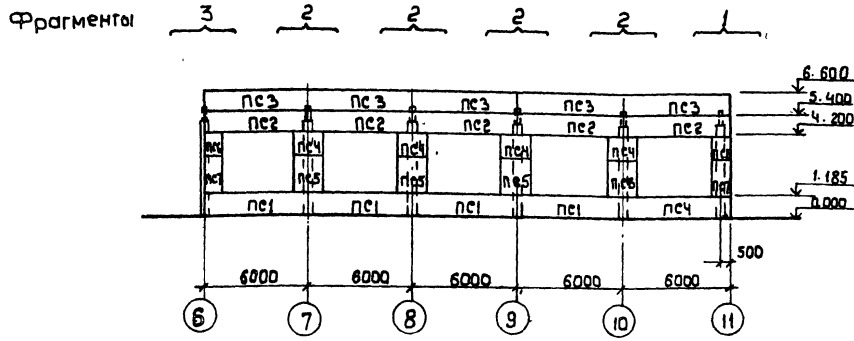 Фрагменты 3 2 2 2 2 1
6.600
5.400
4.200
1.185
0.000
пс3 пс3 пс3 пс3 пс3
пс2 пс2 пс2 пс2 пс2
пс4 пс4 пс4 пс4
пс5 пс5 пс5
пс1 пс1 пс1 пс1 пс4
500
6000 6000 6000 6000 6000
6 7 8 9 10 11